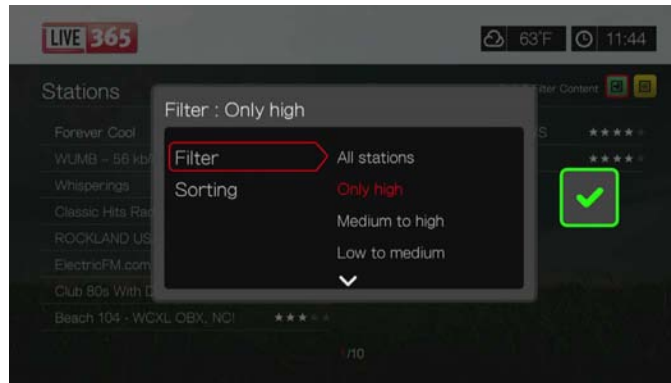 LIVE 365
63°F 11:44
Stations
Filter Content
Filter : Only high
Forever Cool
WUMB - 56 kb
Filter
All stations
Whisperings
Sorting
Only high
Classic Hits Rad
Medium to high
ROCKLAND US
Low to medium
ElectricFM.com
Club 80s With D
Beach 104 - WCXL OBX, NC!
/10